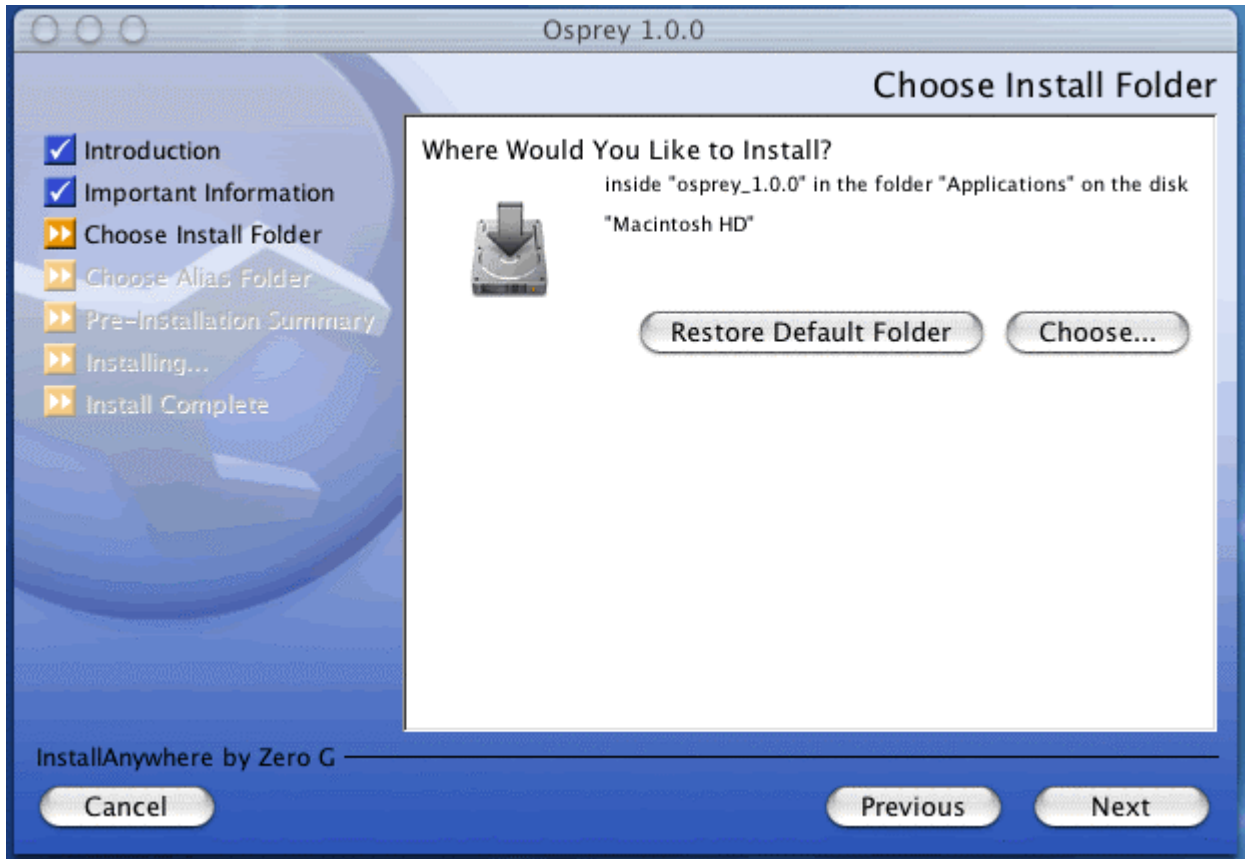 Osprey 1.0.0
Choose Install Folder
Introduction
Important Information
Choose Install Folder
Choose Alias Folder
Pre-Installation Summary
Installing...
Install Complete
Where Would You Like to Install?
inside "osprey_1.0.0" in the folder "Applications" on the disk
"Macintosh HD"
Restore Default Folder
Choose...
InstallAnywhere by Zero G
Cancel
Previous
Next